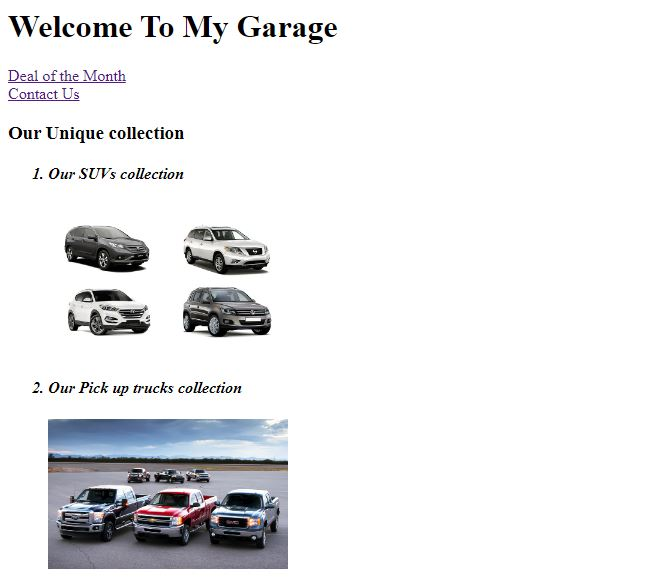 Welcome To My Garage
Deal of the Month
Contact Us
Our Unique collection
1. Our SUVs collection
2. Our Pick up trucks collection
GMC